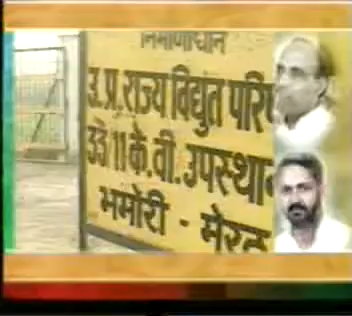 निर्माणाधीन
उ.प्र.राज्य विद्युत परि
33/11 के.वी. उपस्था
भमोरी - मेरठ